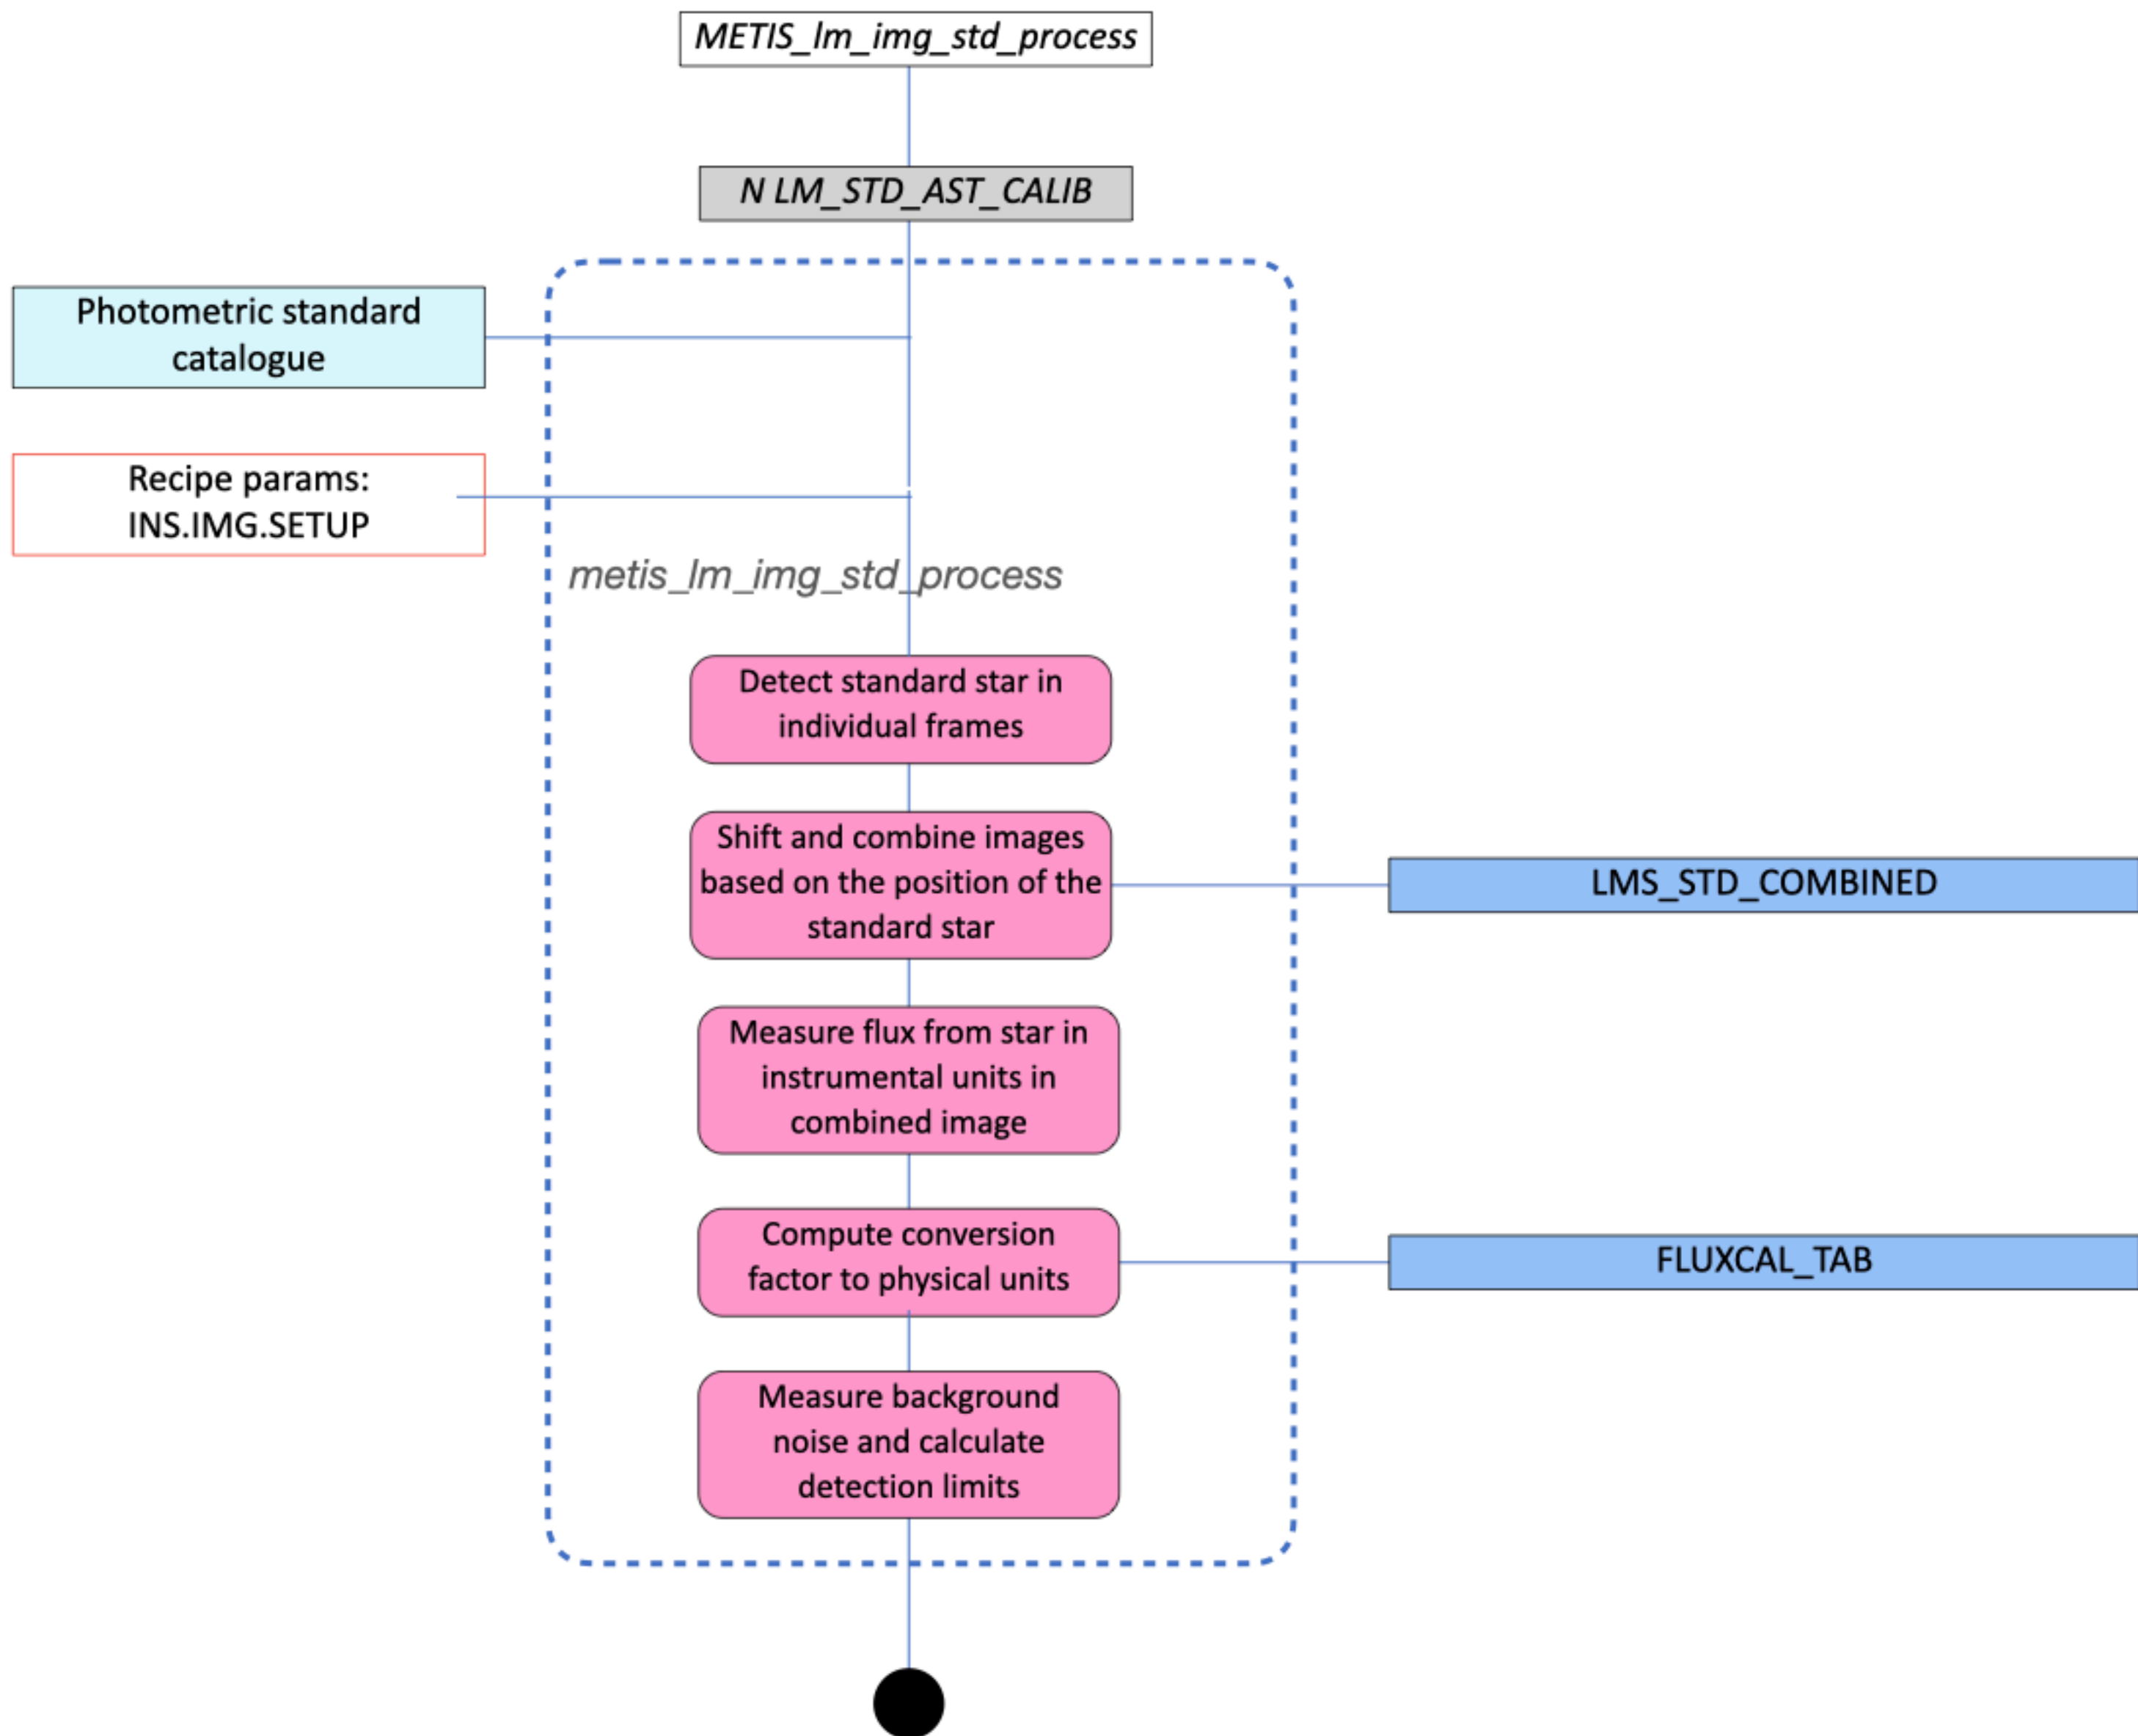 METIS_lm_img_std_process
N LM_STD_AST_CALIB
Photometric standard
catalogue
Recipe params:
INS.IMG.SETUP
metis_lm_img_std_process
Detect standard star in
individual frames
Shift and combine images
based on the position of the
standard star
LMS_STD_COMBINED
Measure flux from star in
instrumental units in
combined image
Compute conversion
factor to physical units
FLUXCAL_TAB
Measure background
noise and calculate
detection limits